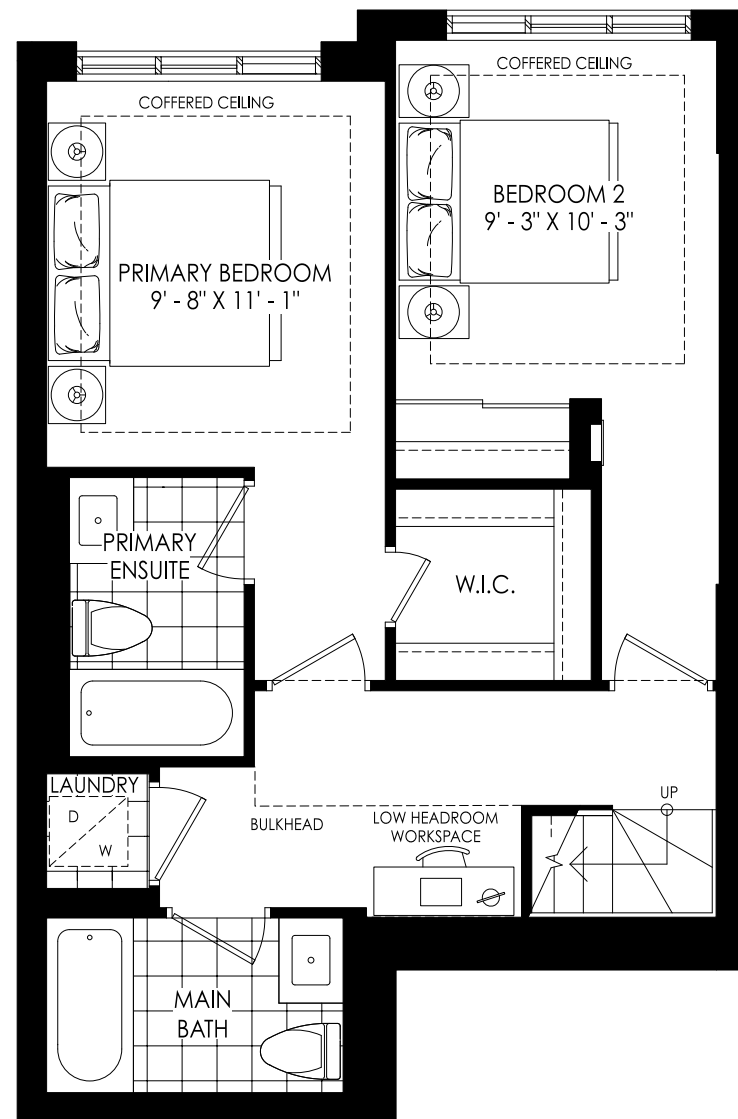 COFFERED CEILING
COFFERED CEILING
BEDROOM 2
9' - 3" X 10' - 3"
PRIMARY BEDROOM
9' - 8" X 11' - 1"
PRIMARY
ENSUITE
W.I.C.
LAUNDRY
D
W
BULKHEAD
LOW HEADROOM
WORKSPACE
UP
MAIN
BATH